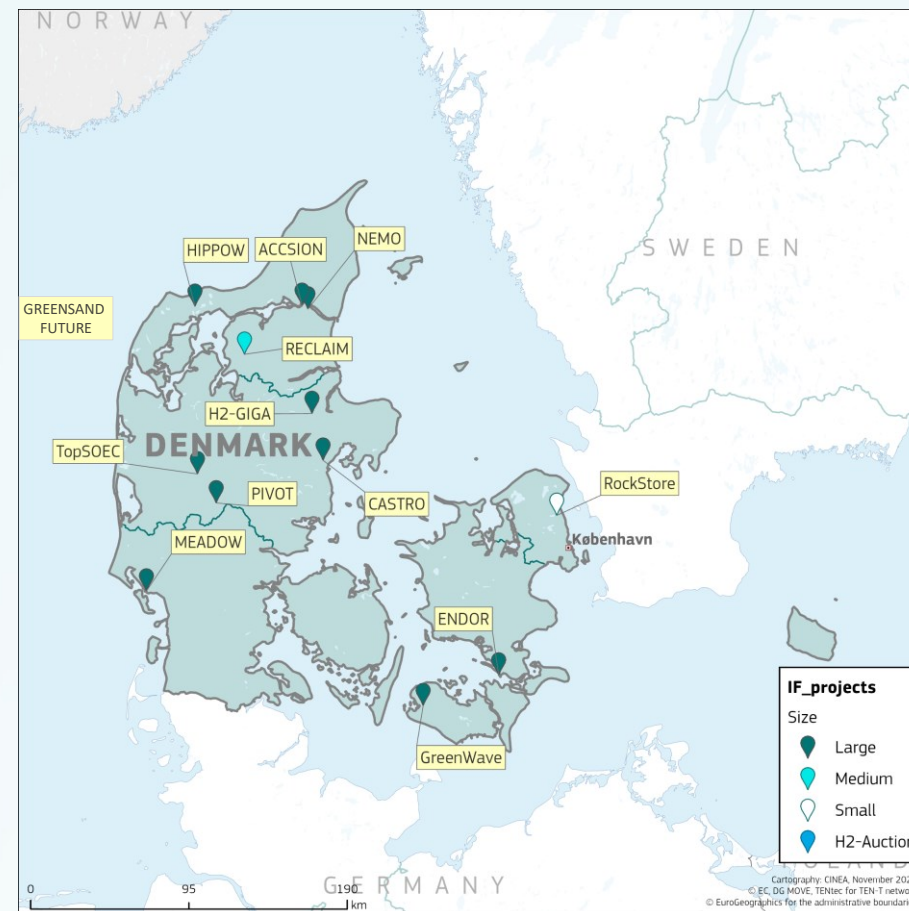 NORWAY
SWEDEN
HIPPOW
ACCSION
NEMO
GREENSAND
FUTURE
RECLAIM
H2-GIGA
DENMARK
TopSOEC
PIVOT
CASTRO
RockStore
København
MEADOW
ENDOR
GreenWave
IF_projects
Size
Large
Medium
Small
H2-Auction
GERMANY
0
95
190
km
Cartography: CINEA, November 202
© EC, DG MOVE, TENtec for TEN-T netwo
© EuroGeographics for the administrative boundari